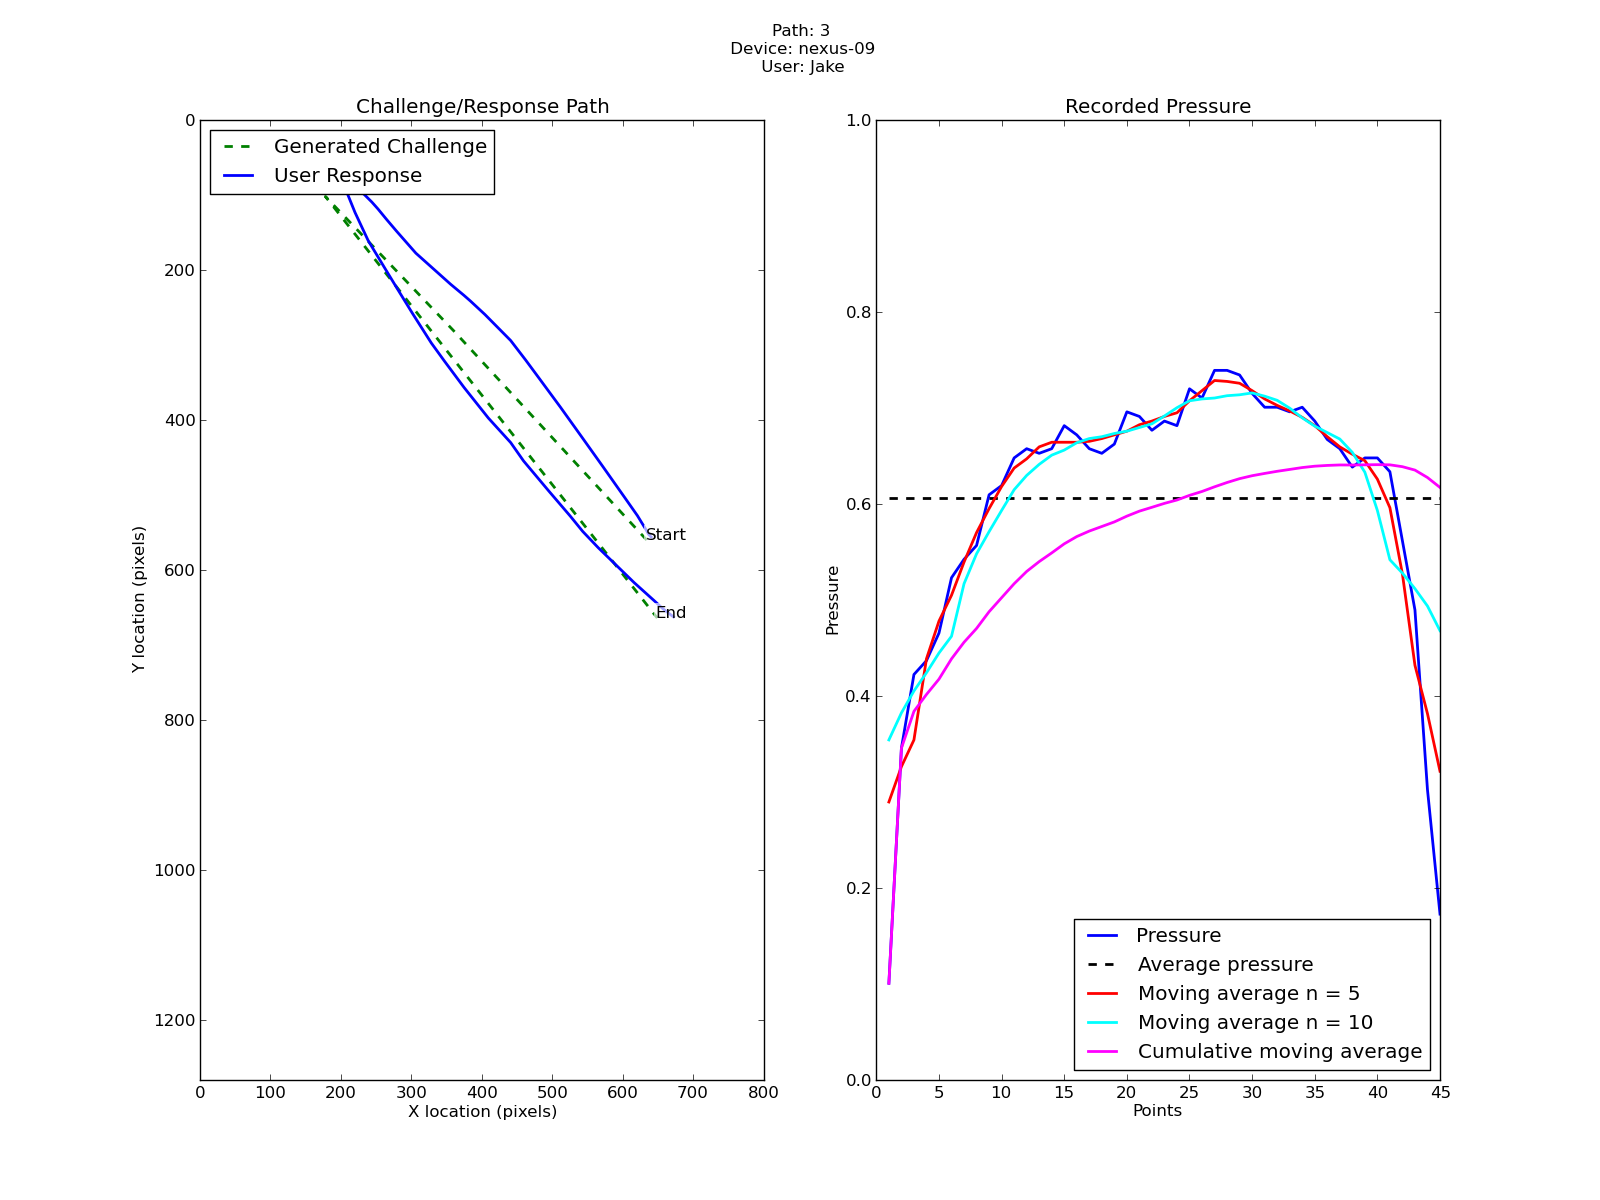 Path: 3
Device: nexus-09
User: Jake
Challenge/Response Path
0
200
400
600
800
1000
1200
Y location (pixels)
Generated Challenge
User Response
Start
End
0 100 200 300 400 500 600 700 800
X location (pixels)
Recorded Pressure
1.0
0.8
0.6
0.4
0.2
0.0
Pressure
Pressure
Average pressure
Moving average n = 5
Moving average n = 10
Cumulative moving average
0 5 10 15 20 25 30 35 40 45
Points